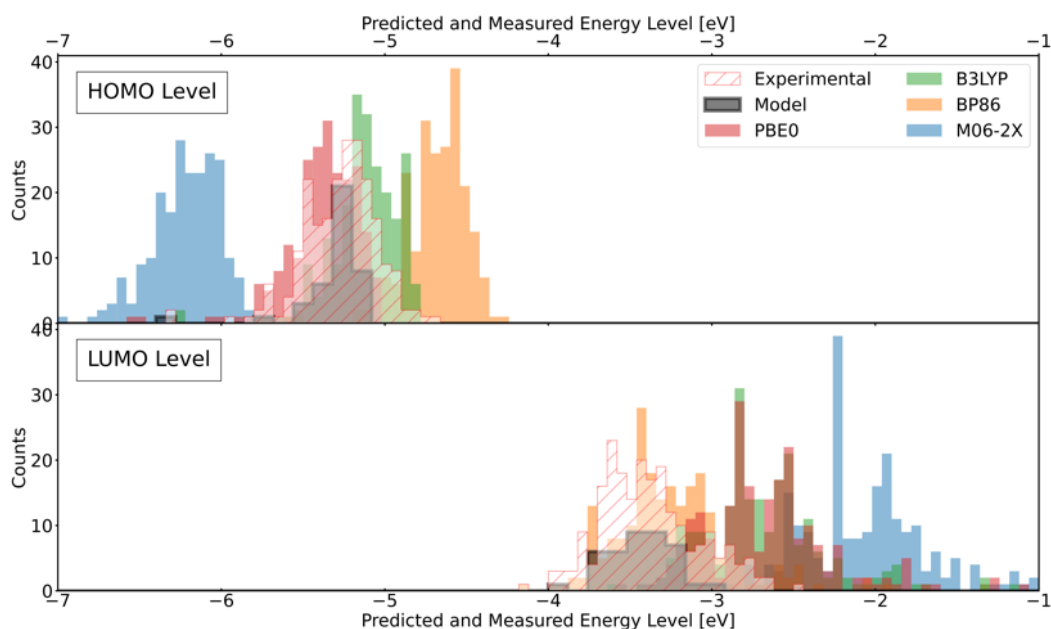 Predicted and Measured Energy Level [eV]
−7 −6 −5 −4 −3 −2 −1
40
30
20
10
0
Counts
HOMO Level
Experimental
Model
PBE0
B3LYP
BP86
M06-2X
40
30
20
10
0
Counts
LUMO Level
−7 −6 −5 −4 −3 −2 −1
Predicted and Measured Energy Level [eV]